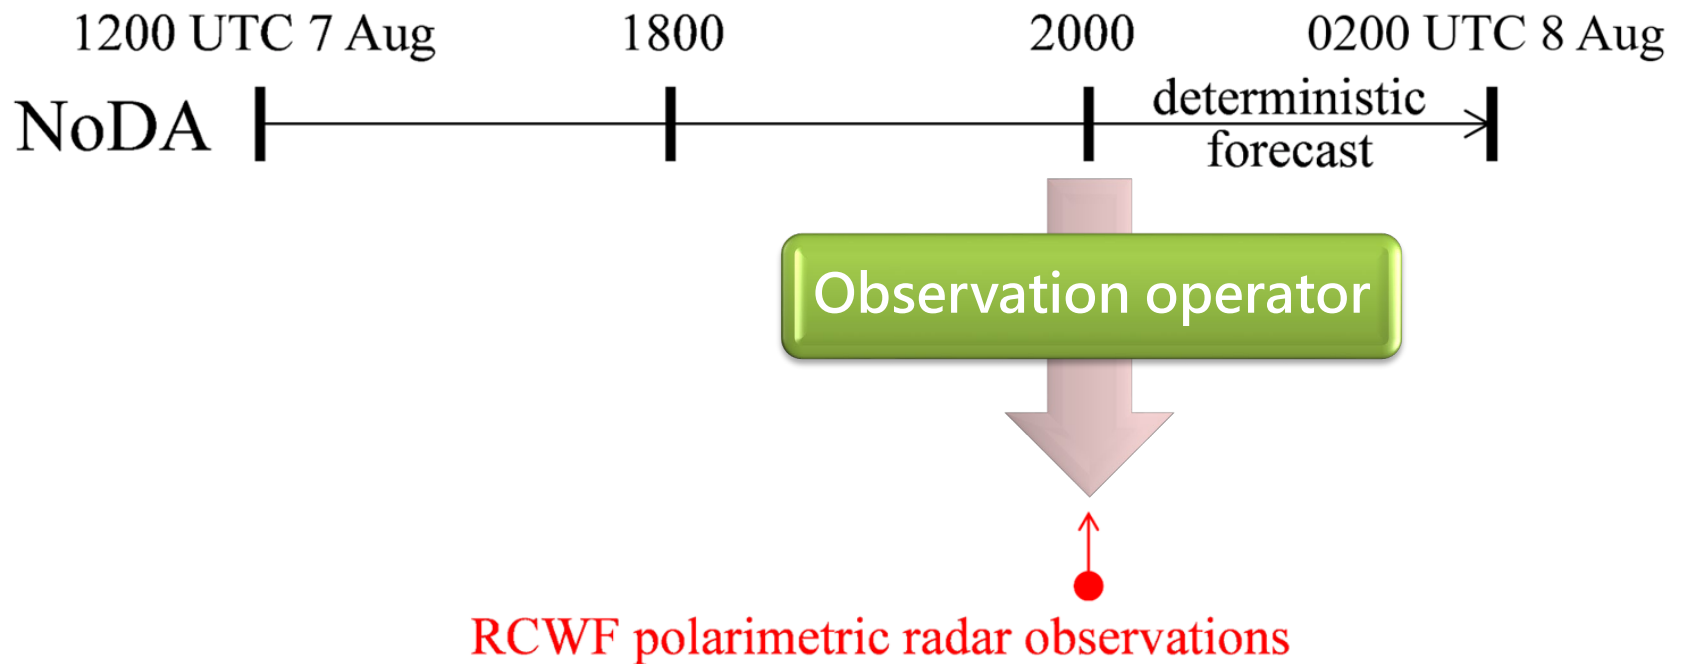 1200 UTC 7 Aug 1800 2000 0200 UTC 8 Aug
NoDA
deterministic
forecast
Observation operator
RCWF polarimetric radar observations